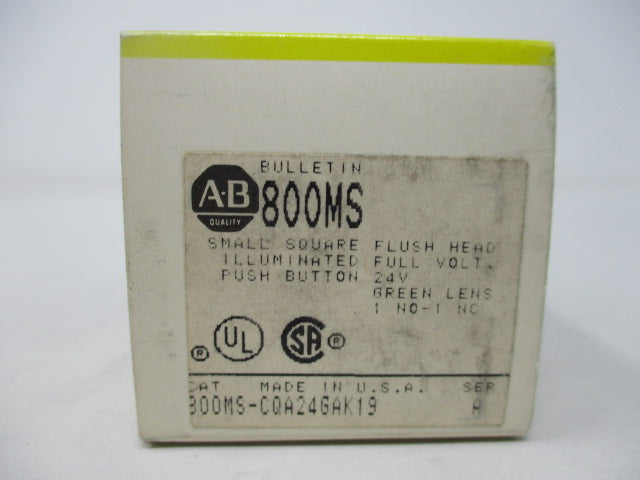 BULLETIN
A·B
QUALITY
800MS
SMALL SQUARE FLUSH HEAD
ILLUMINATED FULL VOLT.
PUSH BUTTON 24V
GREEN LENS
1 NO-1 NC
® UL SA ®
CAT MADE IN U.S.A. SER
800MS-CQA24GAK19 A